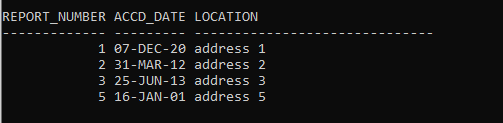 REPORT_NUMBER ACCD_DATE LOCATION
------------- --------- ------------------------------
1 07-DEC-20 address 1
2 31-MAR-12 address 2
3 25-JUN-13 address 3
5 16-JAN-01 address 5